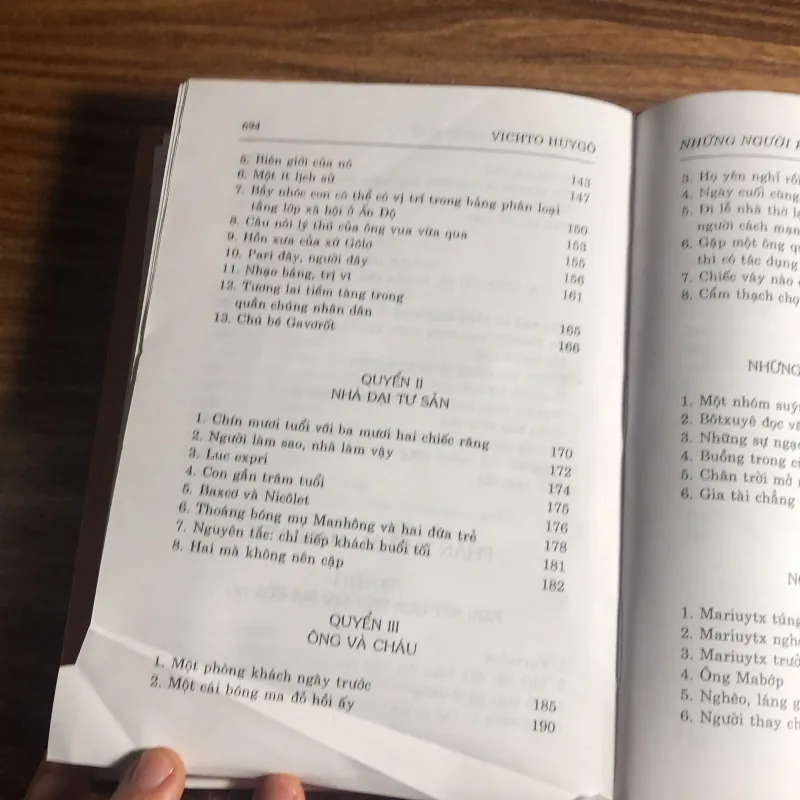 694
VICHTO HUYGÔ
5. Biên giới của nó 143
6. Một ít lịch sử 147
7. Bầy nhóc con có thể có vị trí trong bảng phân loại
tầng lớp xã hội ở Ấn Độ 150
8. Câu nói lý thú của ông vua vừa qua 153
9. Hồn xưa của xứ Gôlơ 155
10. Pari đây, người đây 156
11. Nhạo báng, trị vì 161
12. Tương lai tiềm tàng trong
quần chúng nhân dân 165
13. Chú bé Gavơrốt 166
QUYỂN II
NHÀ ĐẠI TƯ SẢN
1. Chín mươi tuổi với ba mươi hai chiếc răng 170
2. Người làm sao, nhà làm vậy 172
3. Luc expri 174
4. Con gần trăm tuổi 175
5. Baxcơ và Nicôlet 176
6. Thoáng bóng mụ Manhông và hai đứa trẻ 178
7. Nguyên tắc: chỉ tiếp khách buổi tối 181
8. Hai mà không nên cặp 182
QUYỂN III
ÔNG VÀ CHÁU
1. Một phòng khách ngày trước 185
2. Một cái bóng ma đỏ hồi ấy 190
NHỮNG NGƯỜI
3. Họ yên nghỉ rồi
4. Ngày cuối cùng
5. Đi lễ nhà thờ
người cách mạn
6. Gặp một ông
thì có tác dụng
7. Chiếc váy nào
8. Cẩm thạch
NHỮNG
1. Một nhóm suý
2. Bôtxuyê đọc
3. Những sự
4. Buồng trong
5. Chân trời mở
6. Gia tài chẳng
1. Mariuytx túng
2. Mariuytx
3. Mariuytx
4. Ông Mabớp
5. Nghèo, láng
6. Người thay